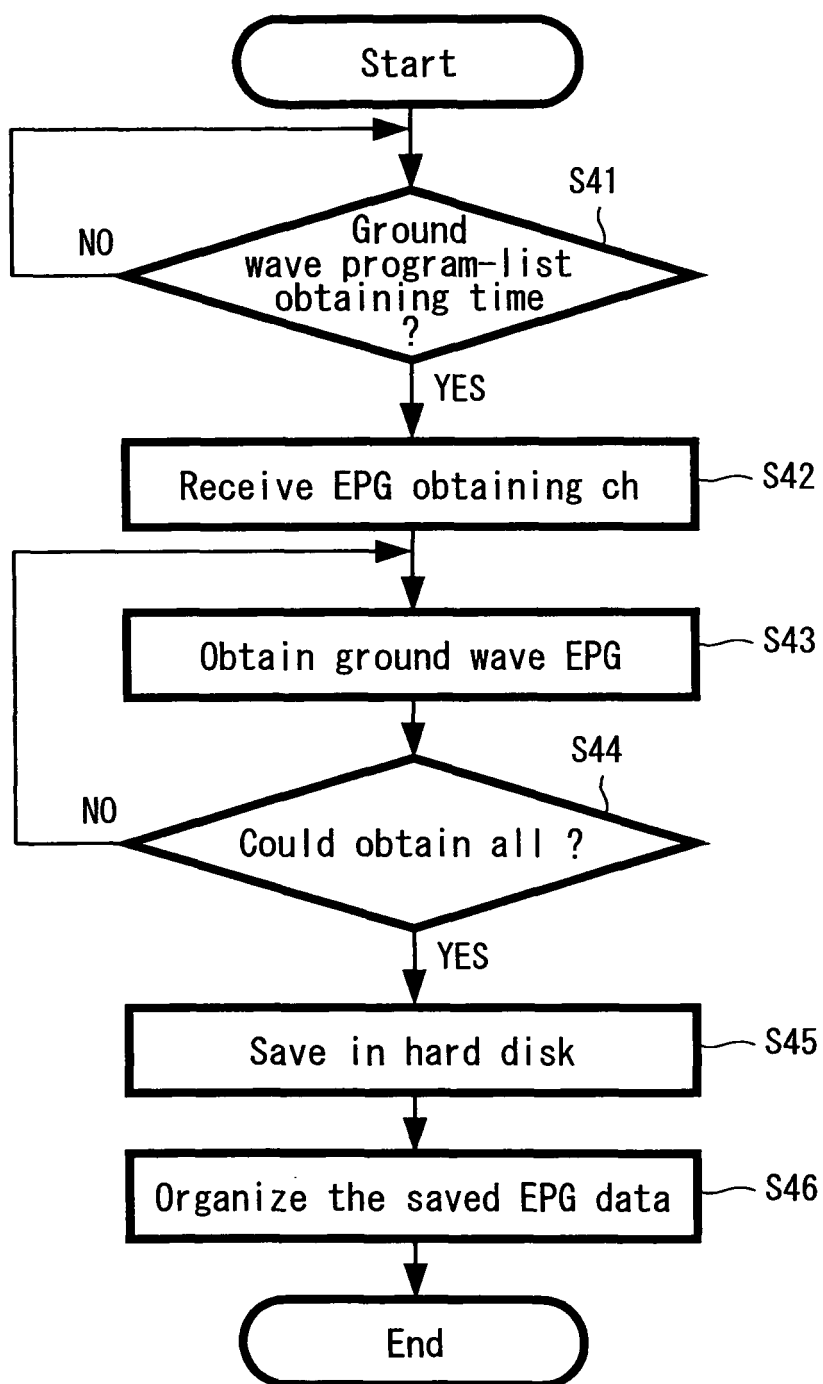 Start
S41
NO
Ground
wave program-list
obtaining time
?
YES
Receive EPG obtaining ch
S42
Obtain ground wave EPG
S43
S44
NO
Could obtain all ?
YES
Save in hard disk
S45
Organize the saved EPG data
S46
End